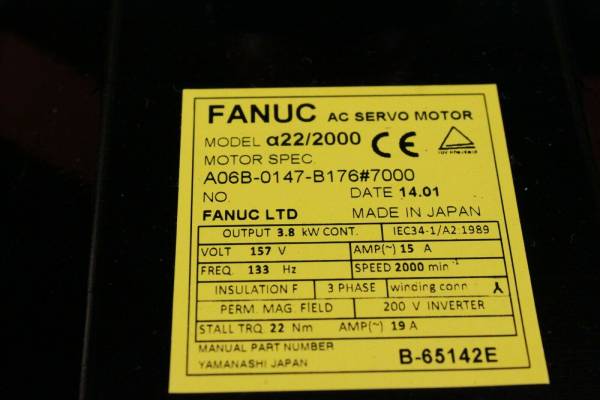 FANUC AC SERVO MOTOR
MODEL α22/2000 CE
MOTOR SPEC.
A06B-0147-B176#7000
NO. DATE 14.01
FANUC LTD MADE IN JAPAN
OUTPUT 3.8 kW CONT. IEC34-1/A2:1989
VOLT 157 V AMP(~) 15 A
FREQ. 133 Hz SPEED 2000 min⁻¹
INSULATION F 3 PHASE winding conn
PERM. MAG. FIELD 200 V INVERTER
STALL TRQ. 22 Nm AMP(~) 19 A
MANUAL PART NUMBER
YAMANASHI JAPAN B-65142E